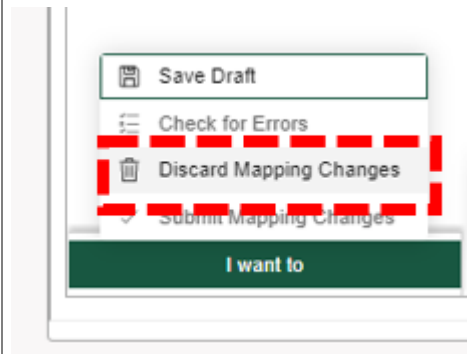 Save Draft
Check for Errors
Discard Mapping Changes
Submit Mapping Changes
I want to